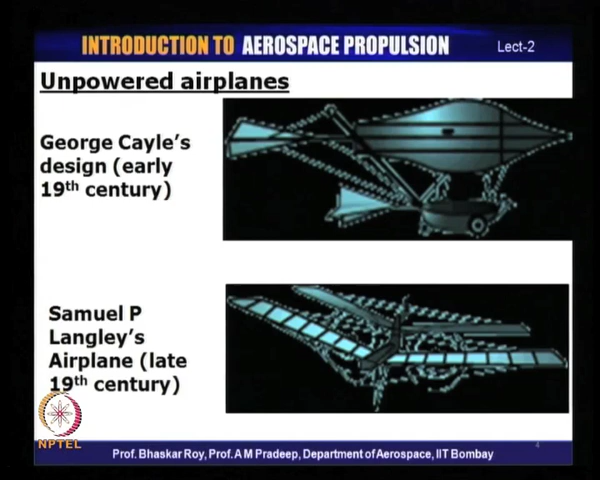 INTRODUCTION TO AEROSPACE PROPULSION
Lect-2
Unpowered airplanes
George Cayle's
design (early
19th century)
Samuel P
Langley's
Airplane (late
19th century)
NPTEL
4
Prof. Bhaskar Roy, Prof. A M Pradeep, Department of Aerospace, IIT Bombay